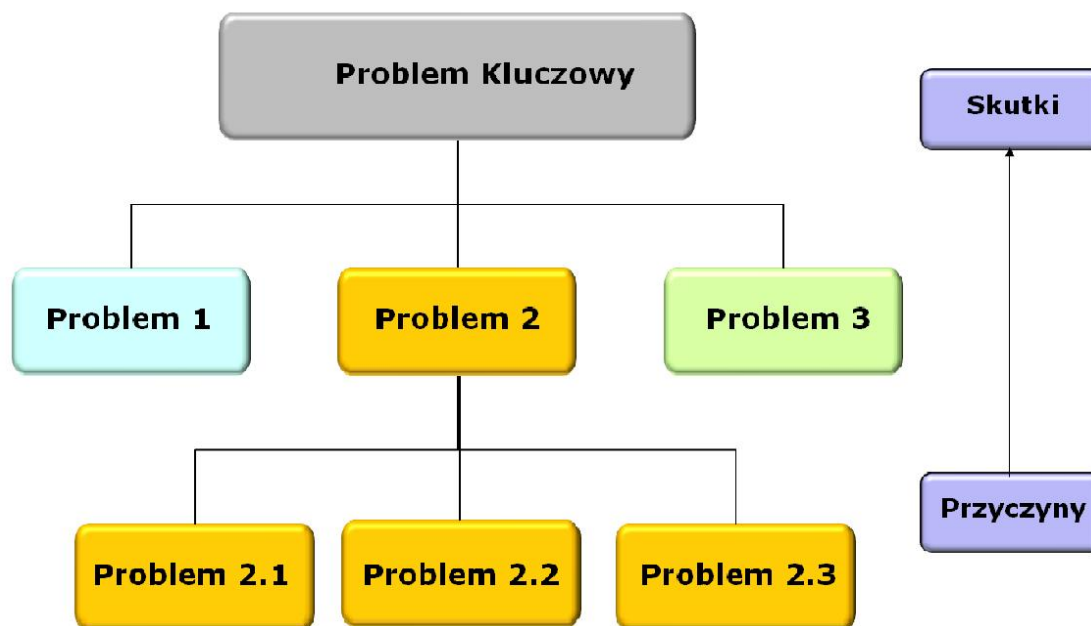 Problem Kluczowy
Skutki
Problem 1
Problem 2
Problem 3
Przyczyny
Problem 2.1
Problem 2.2
Problem 2.3